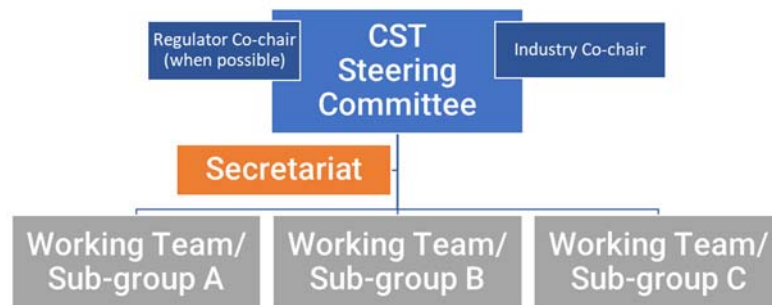 Regulator Co-chair
(when possible)
CST
Steering
Committee
Industry Co-chair
Secretariat
Working Team/
Sub-group A
Working Team/
Sub-group B
Working Team/
Sub-group C